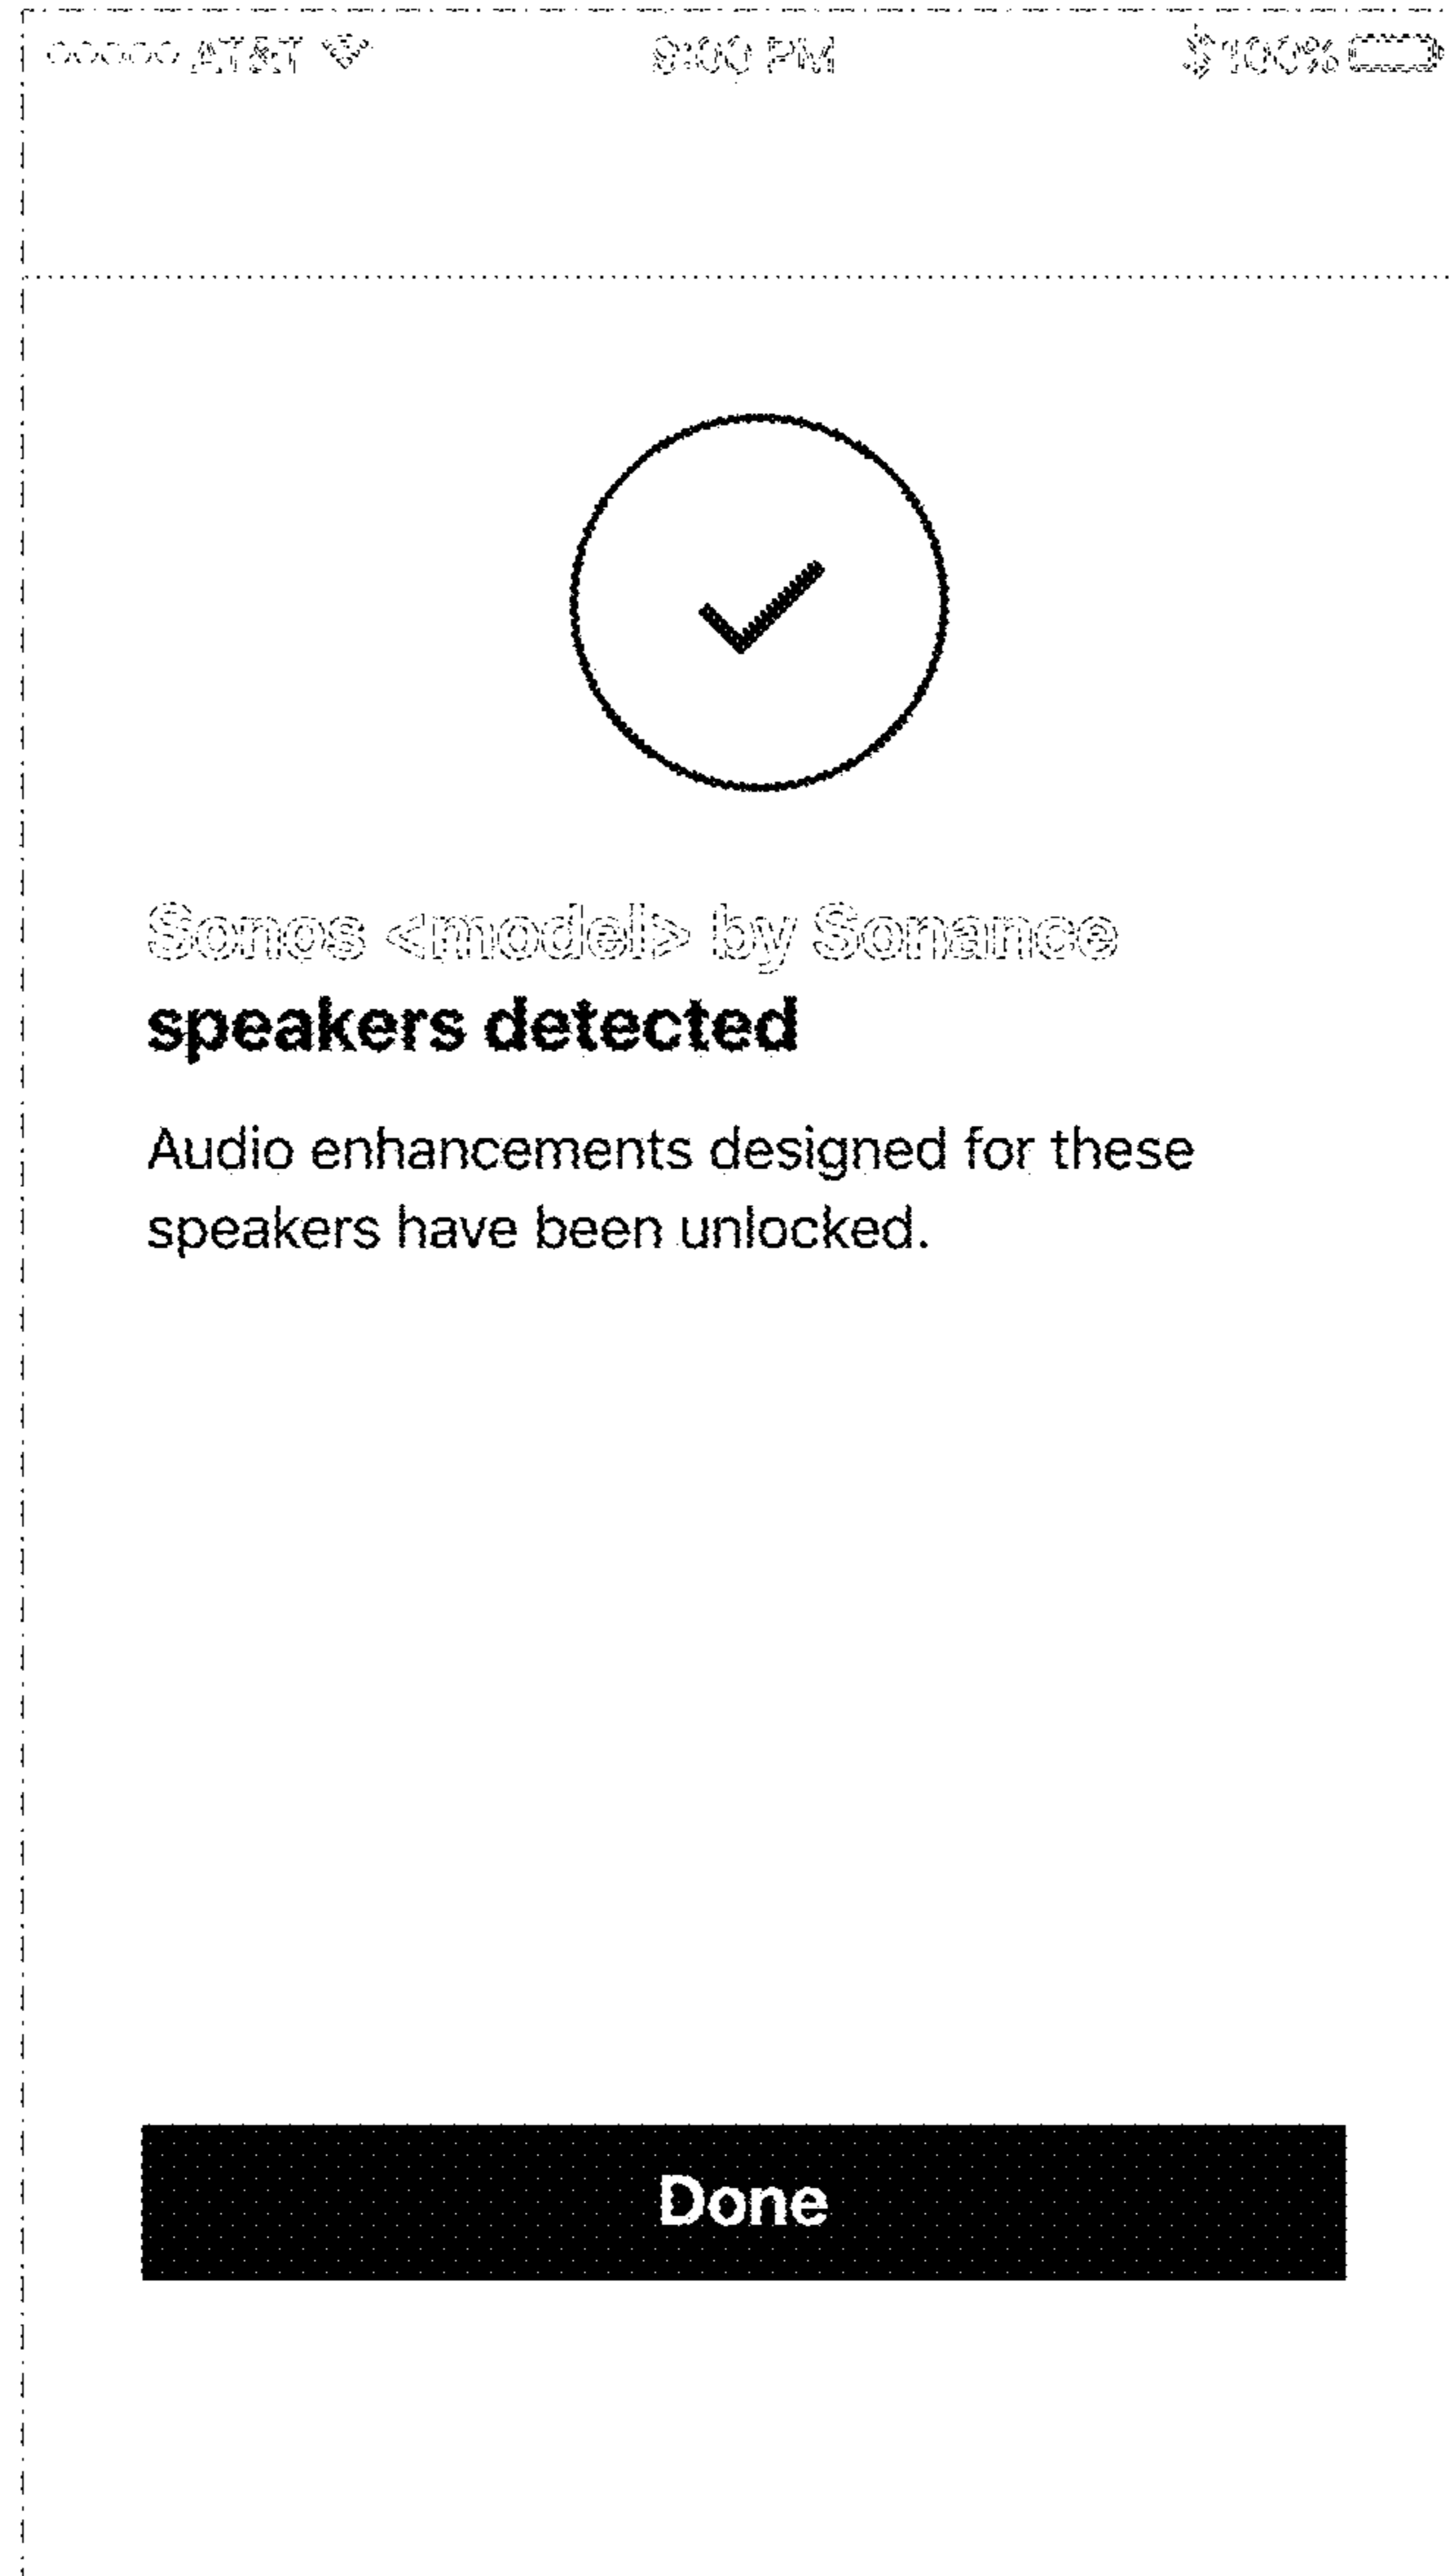 AT&T 9:00 PM 100%
Sonos <model> by Sonance
speakers detected
Audio enhancements designed for these
speakers have been unlocked.
Done